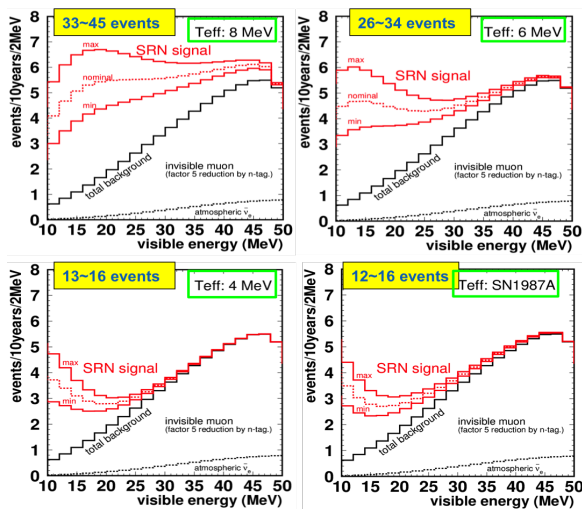 33~45 events
Teff: 8 MeV
max
SRN signal
nominal
min
total background
invisible muon
(factor 5 reduction by n-tag.)
atmospheric ν̄e
events/10years/2MeV
8
7
6
5
4
3
2
1
0
10 15 20 25 30 35 40 45 50
visible energy (MeV)
26~34 events
Teff: 6 MeV
max
SRN signal
nominal
min
total background
invisible muon
(factor 5 reduction by n-tag.)
atmospheric ν̄e
events/10years/2MeV
8
7
6
5
4
3
2
1
0
10 15 20 25 30 35 40 45 50
visible energy (MeV)
13~16 events
Teff: 4 MeV
max
SRN signal
min
total background
invisible muon
(factor 5 reduction by n-tag.)
atmospheric ν̄e
events/10years/2MeV
8
7
6
5
4
3
2
1
0
10 15 20 25 30 35 40 45 50
visible energy (MeV)
12~16 events
Teff: SN1987A
max
SRN signal
min
total background
invisible muon
(factor 5 reduction by n-tag.)
atmospheric ν̄e
events/10years/2MeV
8
7
6
5
4
3
2
1
0
10 15 20 25 30 35 40 45 50
visible energy (MeV)